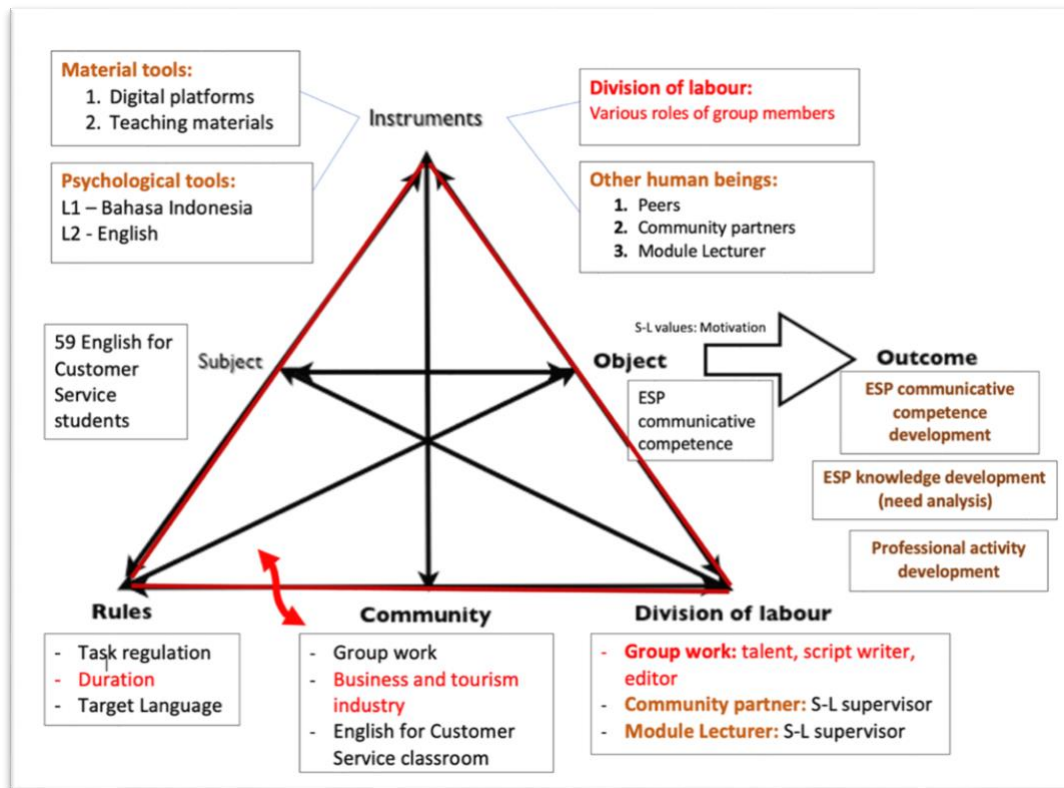 Material tools:
1. Digital platforms
2. Teaching materials
Instruments
Division of labour:
Various roles of group members
Psychological tools:
L1 – Bahasa Indonesia
L2 - English
Other human beings:
1. Peers
2. Community partners
3. Module Lecturer
59 English for
Customer
Service
students
Subject
S-L values: Motivation
Object
Outcome
ESP
communicative
competence
ESP communicative
competence
development
ESP knowledge development
(need analysis)
Professional activity
development
Rules
- Task regulation
- Duration
- Target Language
Community
- Group work
- Business and tourism
industry
- English for Customer
Service classroom
Division of labour
- Group work: talent, script writer,
editor
- Community partner: S-L supervisor
- Module Lecturer: S-L supervisor